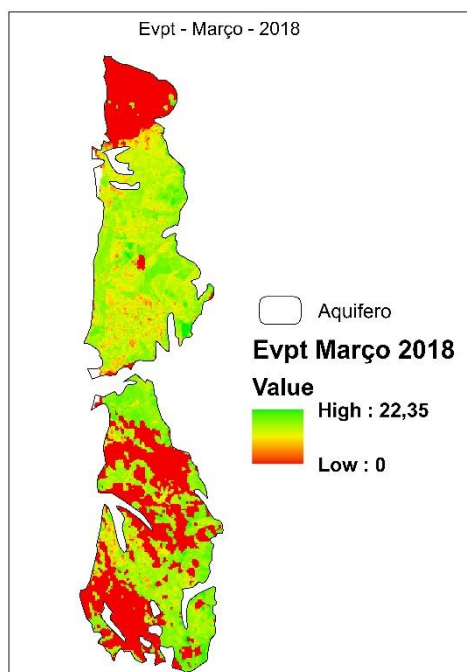 Evpt - Março - 2018
Aquifero
Evpt Março 2018
Value
High : 22,35
Low : 0